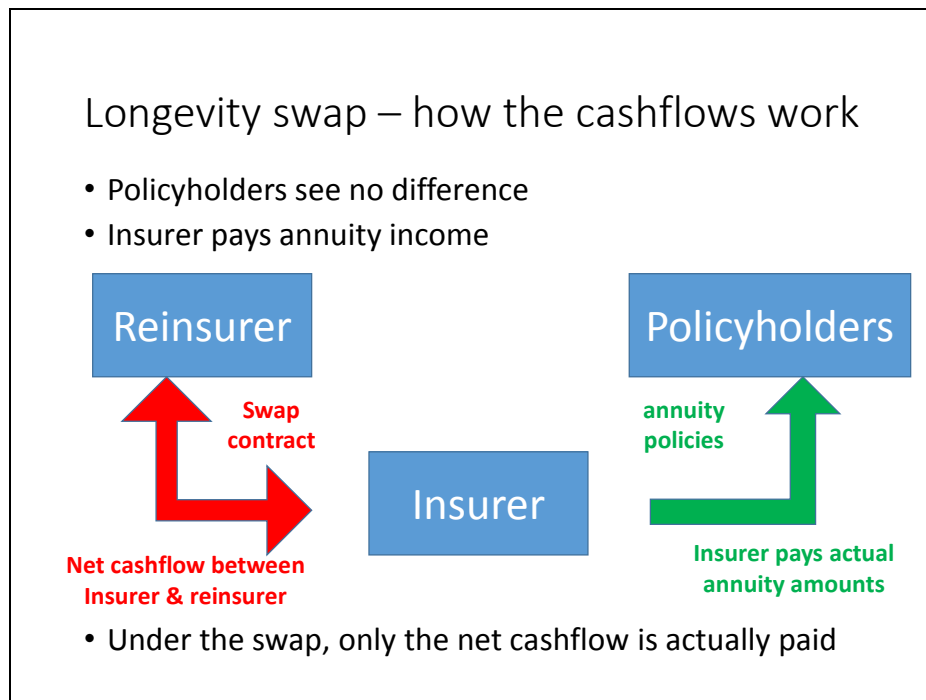 Longevity swap – how the cashflows work
• Policyholders see no difference
• Insurer pays annuity income
Reinsurer
Policyholders
Swap
contract
annuity
policies
Insurer
Net cashflow between
Insurer & reinsurer
Insurer pays actual
annuity amounts
• Under the swap, only the net cashflow is actually paid